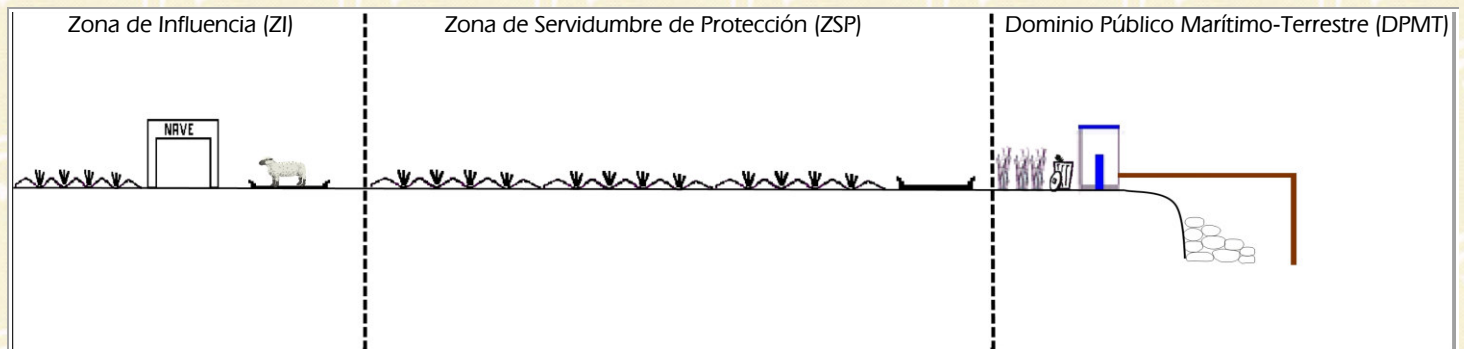 Zona de Influencia (ZI)
Zona de Servidumbre de Protección (ZSP)
Dominio Público Marítimo-Terrestre (DPMT)
NAVE